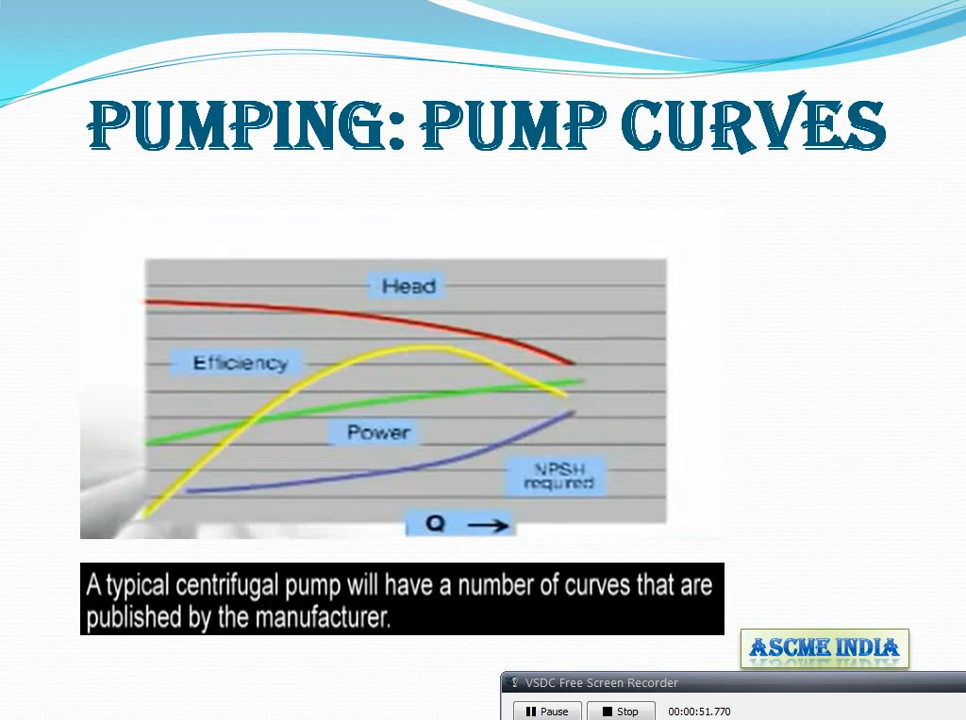 PUMPING: PUMP CURVES
Head
Efficiency
Power
NPSH
required
Q
A typical centrifugal pump will have a number of curves that are
published by the manufacturer.
ASCME INDIA
VSDC Free Screen Recorder
Pause Stop 00:00:51.770